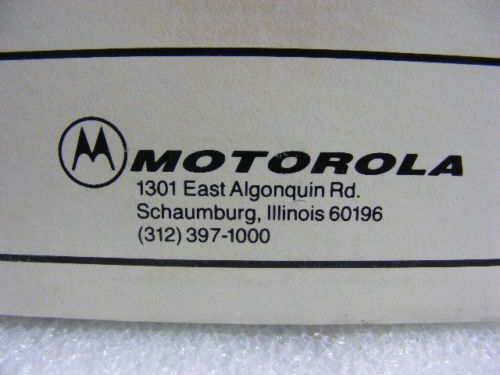 MOTOROLA
1301 East Algonquin Rd.
Schaumburg, Illinois 60196
(312) 397-1000